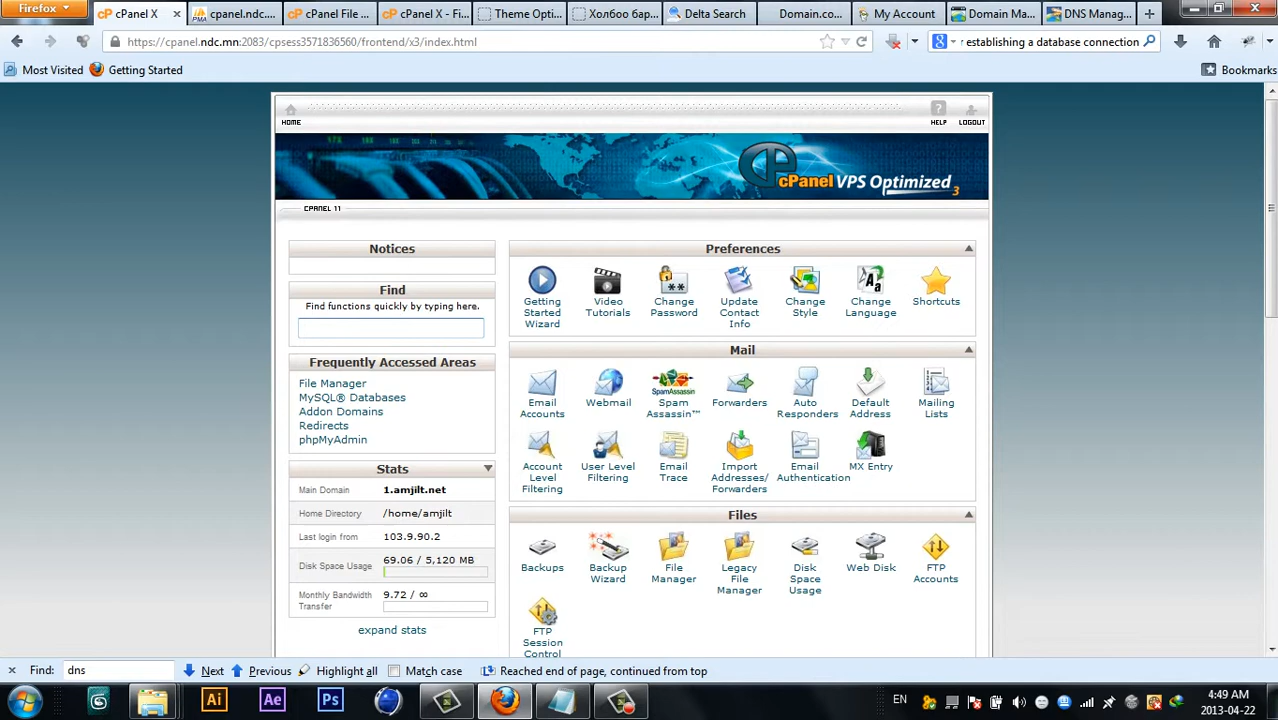 Firefox
cPanel X
cpanel.ndc....
cPanel File ...
cPanel X - Fi...
Theme Opti...
Холбоо бар...
Delta Search
Domain.co...
My Account
Domain Ma...
DNS Manag...
https://cpanel.ndc.mn:2083/cpsess3571836560/frontend/x3/index.html
r establishing a database connection
Most Visited
Getting Started
Bookmarks
HOME
HELP
LOGOUT
cPanel VPS Optimized 3
CPANEL 11
Notices
Find
Find functions quickly by typing here.
Frequently Accessed Areas
File Manager
MySQL® Databases
Addon Domains
Redirects
phpMyAdmin
Stats
Main Domain 1.amjilt.net
Home Directory /home/amjilt
Last login from 103.9.90.2
Disk Space Usage 69.06 / 5,120 MB
Monthly Bandwidth Transfer 9.72 / ∞
expand stats
Preferences
Getting Started Wizard
Video Tutorials
Change Password
Update Contact Info
Change Style
Change Language
Shortcuts
Mail
Email Accounts
Webmail
SpamAssassin
Spam Assassin™
Forwarders
Auto Responders
Default Address
Mailing Lists
Account Level Filtering
User Level Filtering
Email Trace
Import Addresses/ Forwarders
Email Authentication
MX Entry
Files
Backups
Backup Wizard
File Manager
Legacy File Manager
Disk Space Usage
Web Disk
FTP Accounts
FTP Session Control
Find: dns
Next
Previous
Highlight all
Match case
Reached end of page, continued from top
Ai
Ae
Ps
EN
4:49 AM
2013-04-22